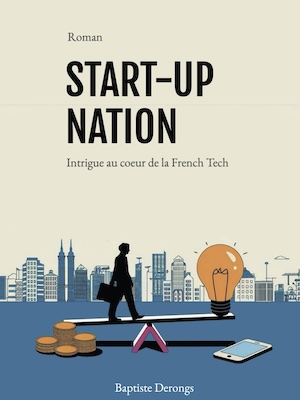 Roman
START-UP
NATION
Intrigue au coeur de la French Tech
Baptiste Derongs